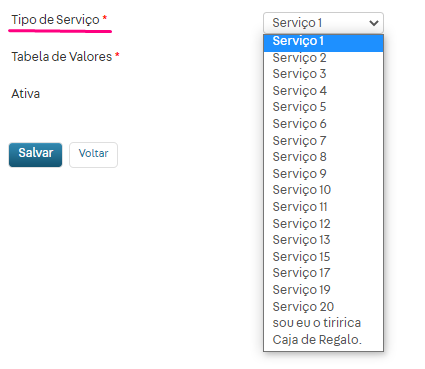 Tipo de Serviço *
Serviço 1
Serviço 1
Serviço 2
Tabela de Valores *
Serviço 3
Serviço 4
Ativa
Serviço 5
Serviço 6
Serviço 7
Salvar
Voltar
Serviço 8
Serviço 9
Serviço 10
Serviço 11
Serviço 12
Serviço 13
Serviço 15
Serviço 17
Serviço 19
Serviço 20
sou eu o tiririca
Caja de Regalo.